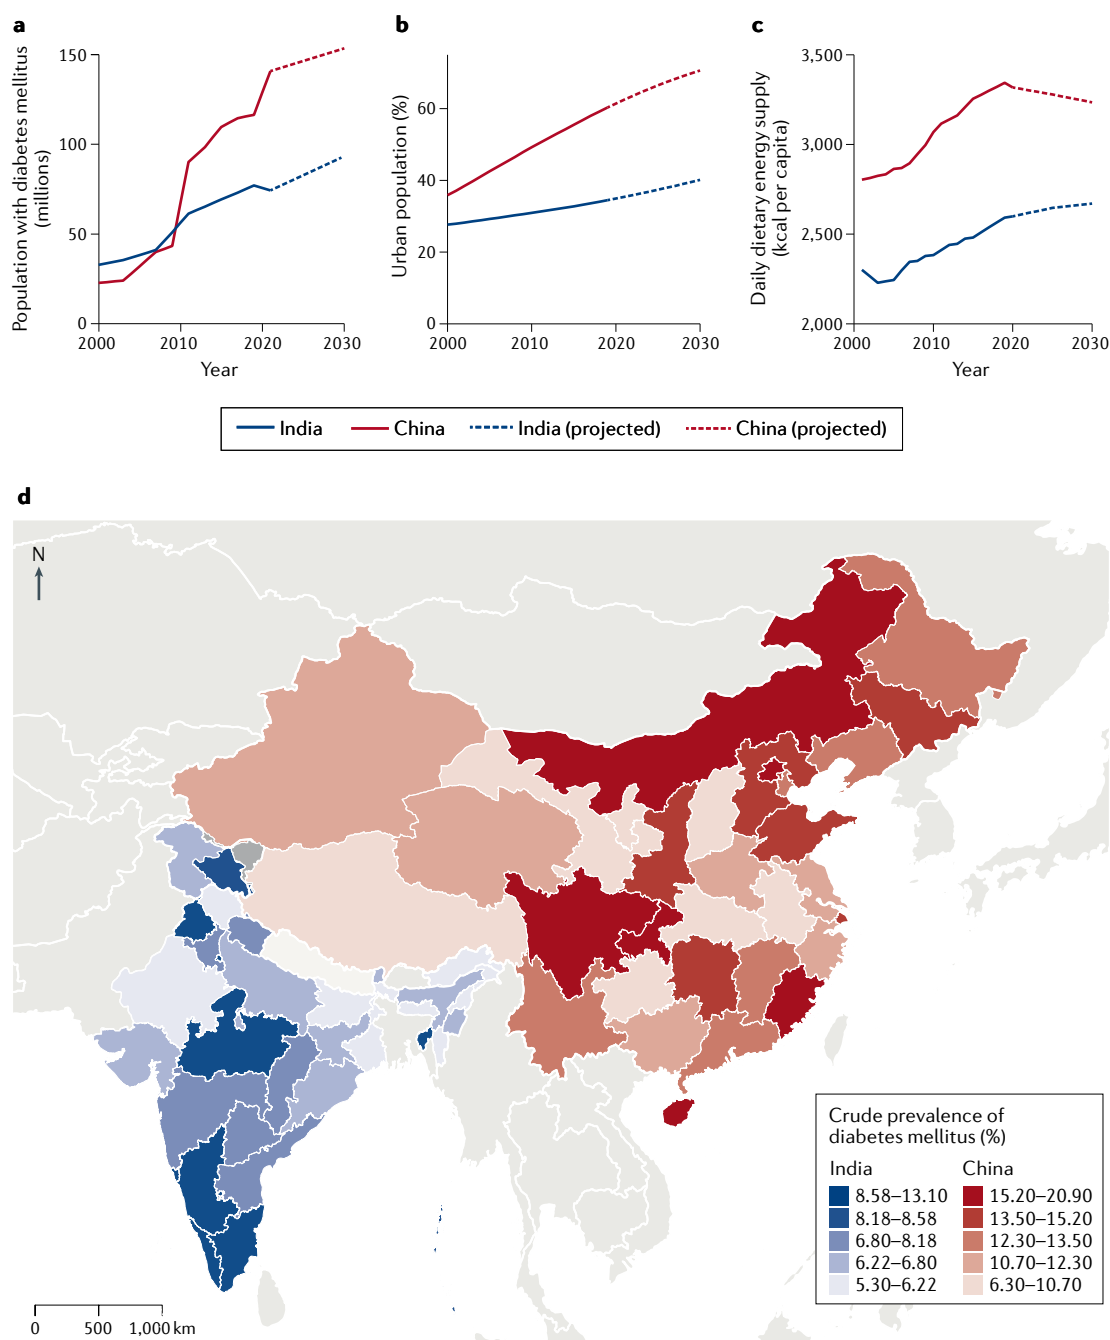 a
Population with diabetes mellitus
(millions)
150
100
50
0
2000
2010
2020
2030
Year
b
Urban population (%)
60
40
20
0
2000
2010
2020
2030
Year
c
Daily dietary energy supply
(kcal per capita)
3,500
3,000
2,500
2,000
2000
2010
2020
2030
Year
India
China
India (projected)
China (projected)
d
N
Crude prevalence of
diabetes mellitus (%)
India
China
8.58–13.10
15.20–20.90
8.18–8.58
13.50–15.20
6.80–8.18
12.30–13.50
6.22–6.80
10.70–12.30
5.30–6.22
6.30–10.70
0
500
1,000 km